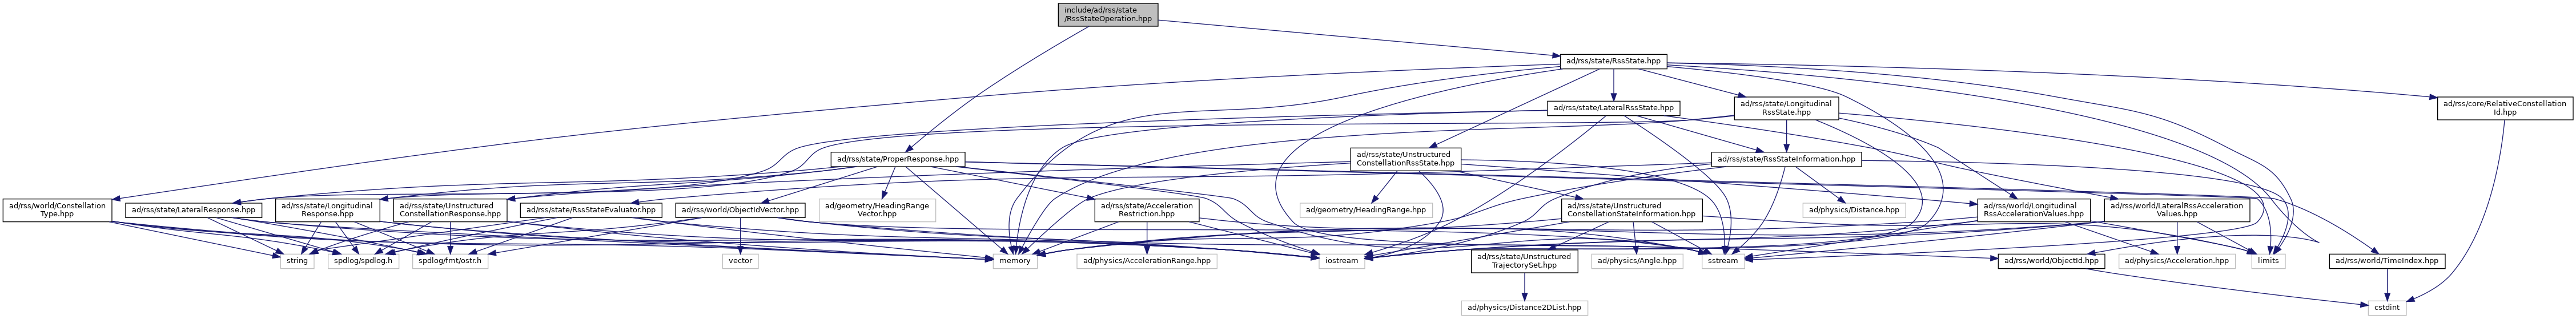 include/ad/rss/state
/RssStateOperation.hpp
ad/rss/state/RssState.hpp
ad/rss/state/LateralRssState.hpp
ad/rss/state/Longitudinal
RssState.hpp
ad/rss/core/RelativeConstellation
Id.hpp
ad/rss/state/ProperResponse.hpp
ad/rss/state/Unstructured
ConstellationRssState.hpp
ad/rss/state/RssStateInformation.hpp
ad/rss/world/Constellation
Type.hpp
ad/rss/state/LateralResponse.hpp
ad/rss/state/Longitudinal
Response.hpp
ad/rss/state/Unstructured
ConstellationResponse.hpp
ad/rss/state/RssStateEvaluator.hpp
ad/rss/world/ObjectIdVector.hpp
ad/geometry/HeadingRange
Vector.hpp
ad/rss/state/Acceleration
Restriction.hpp
ad/geometry/HeadingRange.hpp
ad/rss/state/Unstructured
ConstellationStateInformation.hpp
ad/physics/Distance.hpp
ad/rss/world/Longitudinal
RssAccelerationValues.hpp
ad/rss/world/LateralRssAcceleration
Values.hpp
string
spdlog/spdlog.h
spdlog/fmt/ostr.h
vector
memory
ad/physics/AccelerationRange.hpp
iostream
ad/rss/state/Unstructured
TrajectorySet.hpp
ad/physics/Angle.hpp
sstream
ad/rss/world/ObjectId.hpp
ad/physics/Acceleration.hpp
limits
ad/rss/world/TimeIndex.hpp
ad/physics/Distance2DList.hpp
cstdint